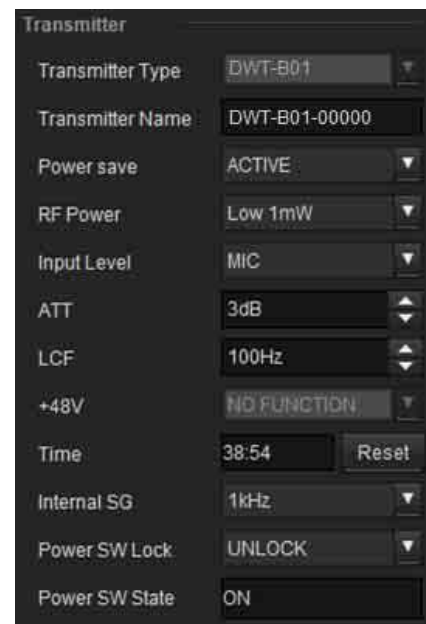 Transmitter
Transmitter Type DWT-B01
Transmitter Name DWT-B01-00000
Power save ACTIVE
RF Power Low 1mW
Input Level MIC
ATT 3dB
LCF 100Hz
+48V NO FUNCTION
Time 38:54 Reset
Internal SG 1kHz
Power SW Lock UNLOCK
Power SW State ON